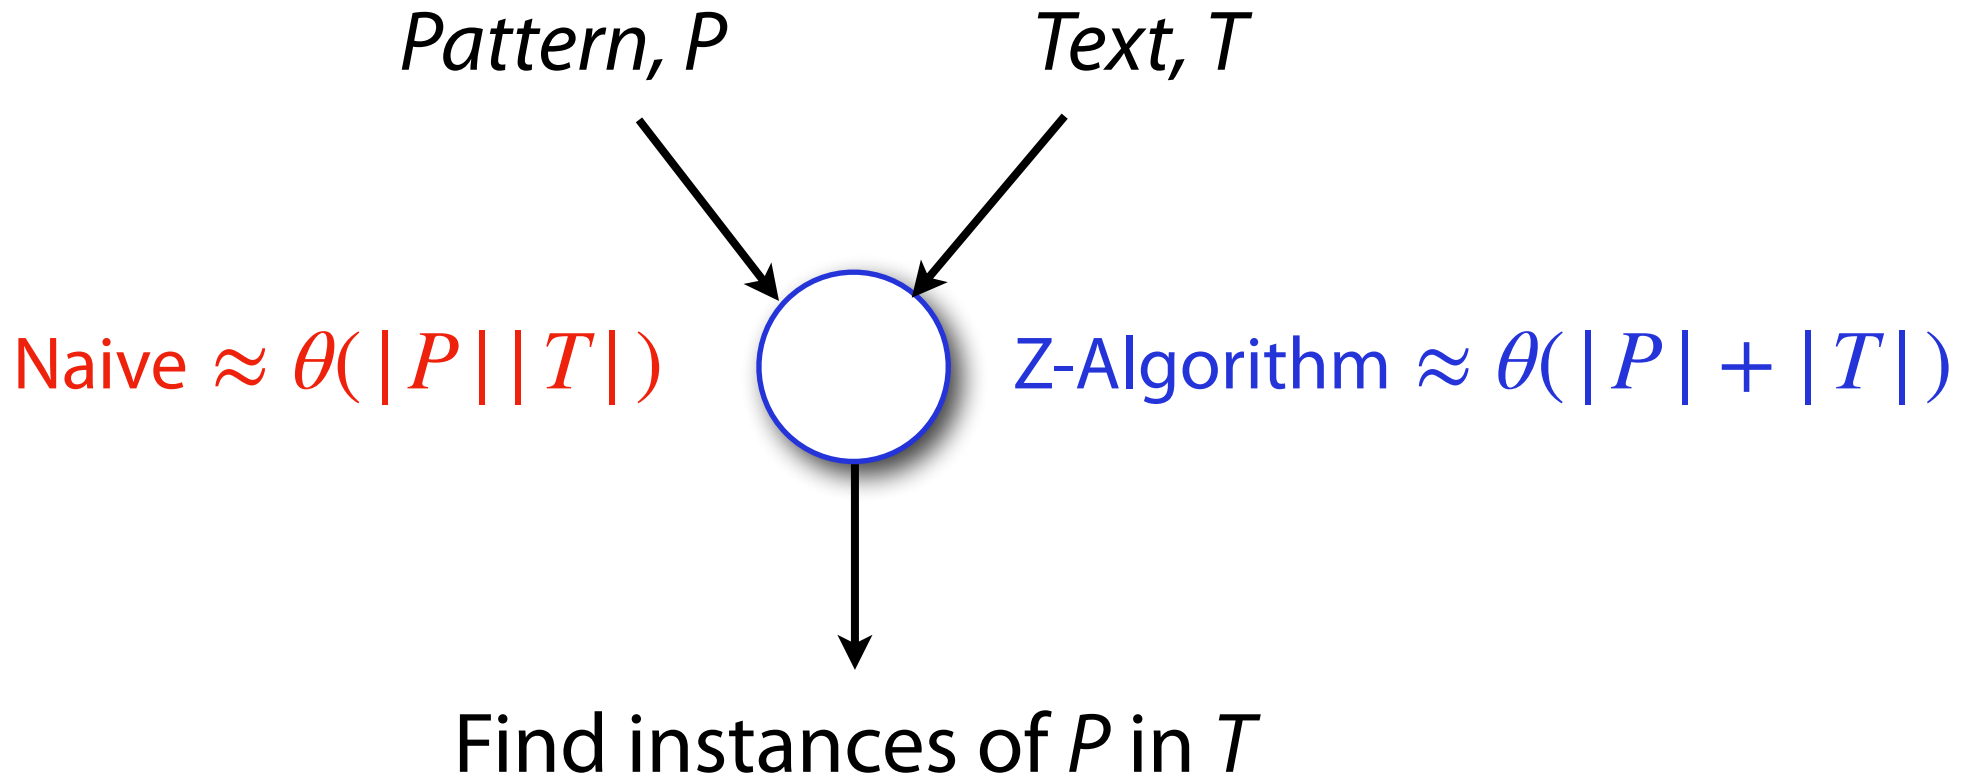 Pattern, P
Text, T
Naive ≈ θ(|P||T|)
Z-Algorithm ≈ θ(|P| + |T|)
Find instances of P in T